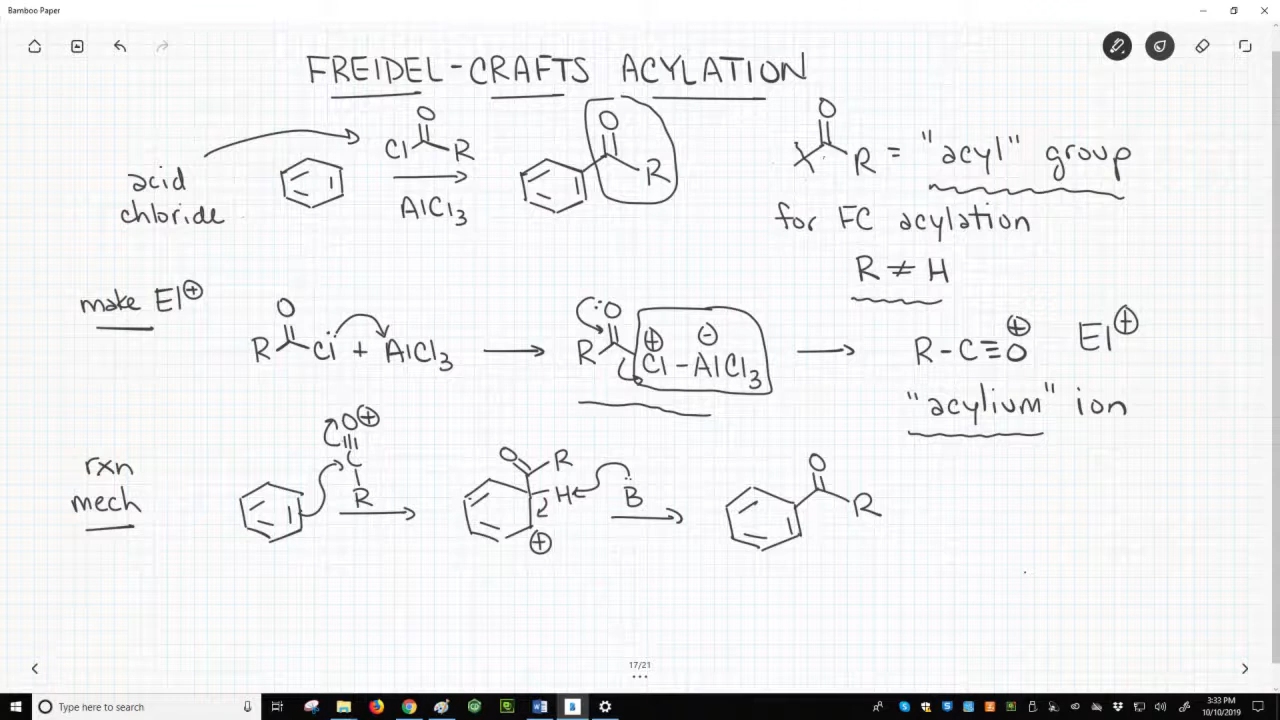 Bamboo Paper
FREIDEL-CRAFTS ACYLATION
O
Cl R
AlCl3
acid
chloride
O
R
O
R = "acyl" group
for FC acylation
R ≠ H
make El⊕
O
R Cl + AlCl3
:O
R ⊕ ⊖
Cl - AlCl3
⊕
R-C≡O El⊕
"acylium" ion
rxn
mech
O⊕
C
R
O R
H
⊕
B
O
R
17/21
Type here to search
3:33 PM
10/10/2019